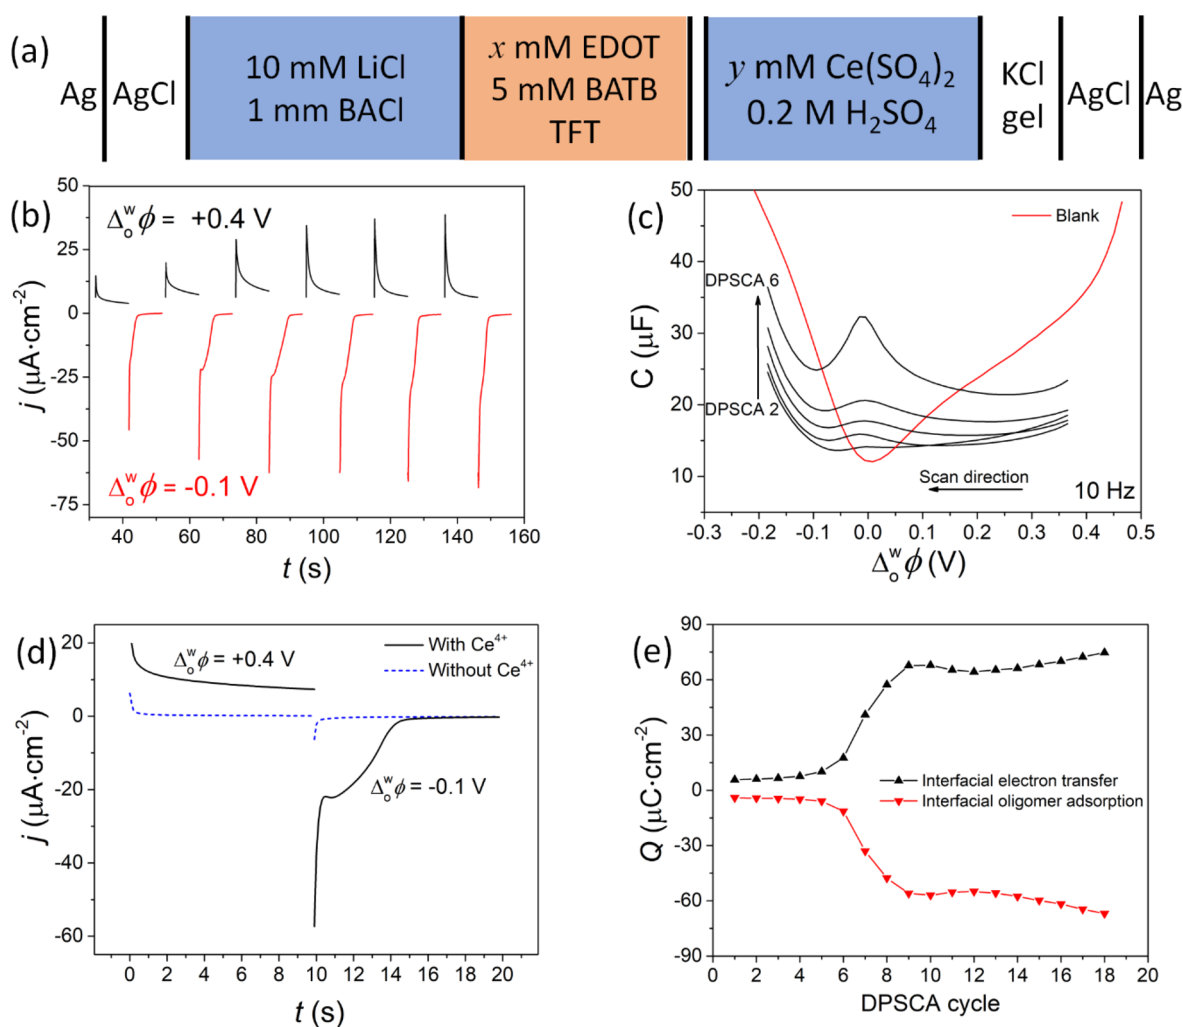 (a)
Ag
AgCl
10 mM LiCl
1 mm BACl
x mM EDOT
5 mM BATB
TFT
y mM Ce(SO₄)₂
0.2 M H₂SO₄
KCl
gel
AgCl
Ag
(b)
Δ_o^w ϕ = +0.4 V
Δ_o^w ϕ = -0.1 V
50
25
0
-25
-50
-75
j (μA·cm⁻²)
40 60 80 100 120 140 160
t (s)
(c)
Blank
DPSCA 6
DPSCA 2
Scan direction
10 Hz
50
40
30
20
10
C (μF)
-0.3 -0.2 -0.1 0.0 0.1 0.2 0.3 0.4 0.5
Δ_o^w ϕ (V)
(d)
With Ce⁴⁺
Without Ce⁴⁺
Δ_o^w ϕ = +0.4 V
Δ_o^w ϕ = -0.1 V
20
0
-20
-40
-60
j (μA·cm⁻²)
0 2 4 6 8 10 12 14 16 18 20
t (s)
(e)
Interfacial electron transfer
Interfacial oligomer adsorption
90
60
30
0
-30
-60
-90
Q (μC·cm⁻²)
0 2 4 6 8 10 12 14 16 18 20
DPSCA cycle